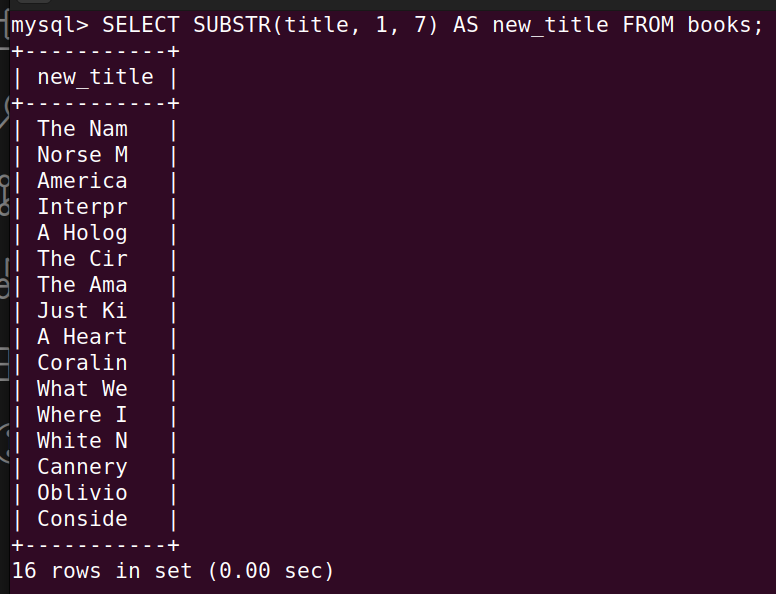 mysql> SELECT SUBSTR(title, 1, 7) AS new_title FROM books;
+-----------+
| new_title |
+-----------+
| The Nam   |
| Norse M   |
| America   |
| Interpr   |
| A Holog   |
| The Cir   |
| The Ama   |
| Just Ki   |
| A Heart   |
| Coralin   |
| What We   |
| Where I   |
| White N   |
| Cannery   |
| Oblivio   |
| Conside   |
+-----------+
16 rows in set (0.00 sec)